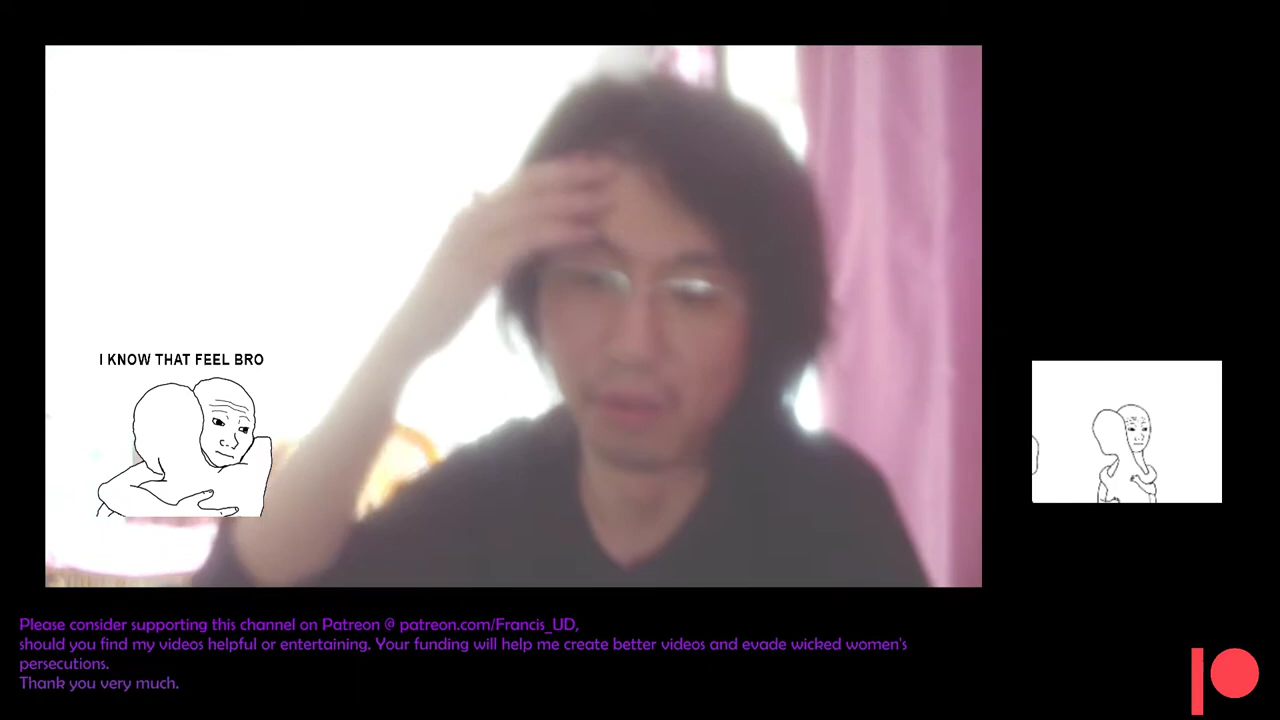 I KNOW THAT FEEL BRO
Please consider supporting this channel on Patreon @ patreon.com/Francis_UD,
should you find my videos helpful or entertaining. Your funding will help me create better videos and evade wicked women's
persecutions.
Thank you very much.